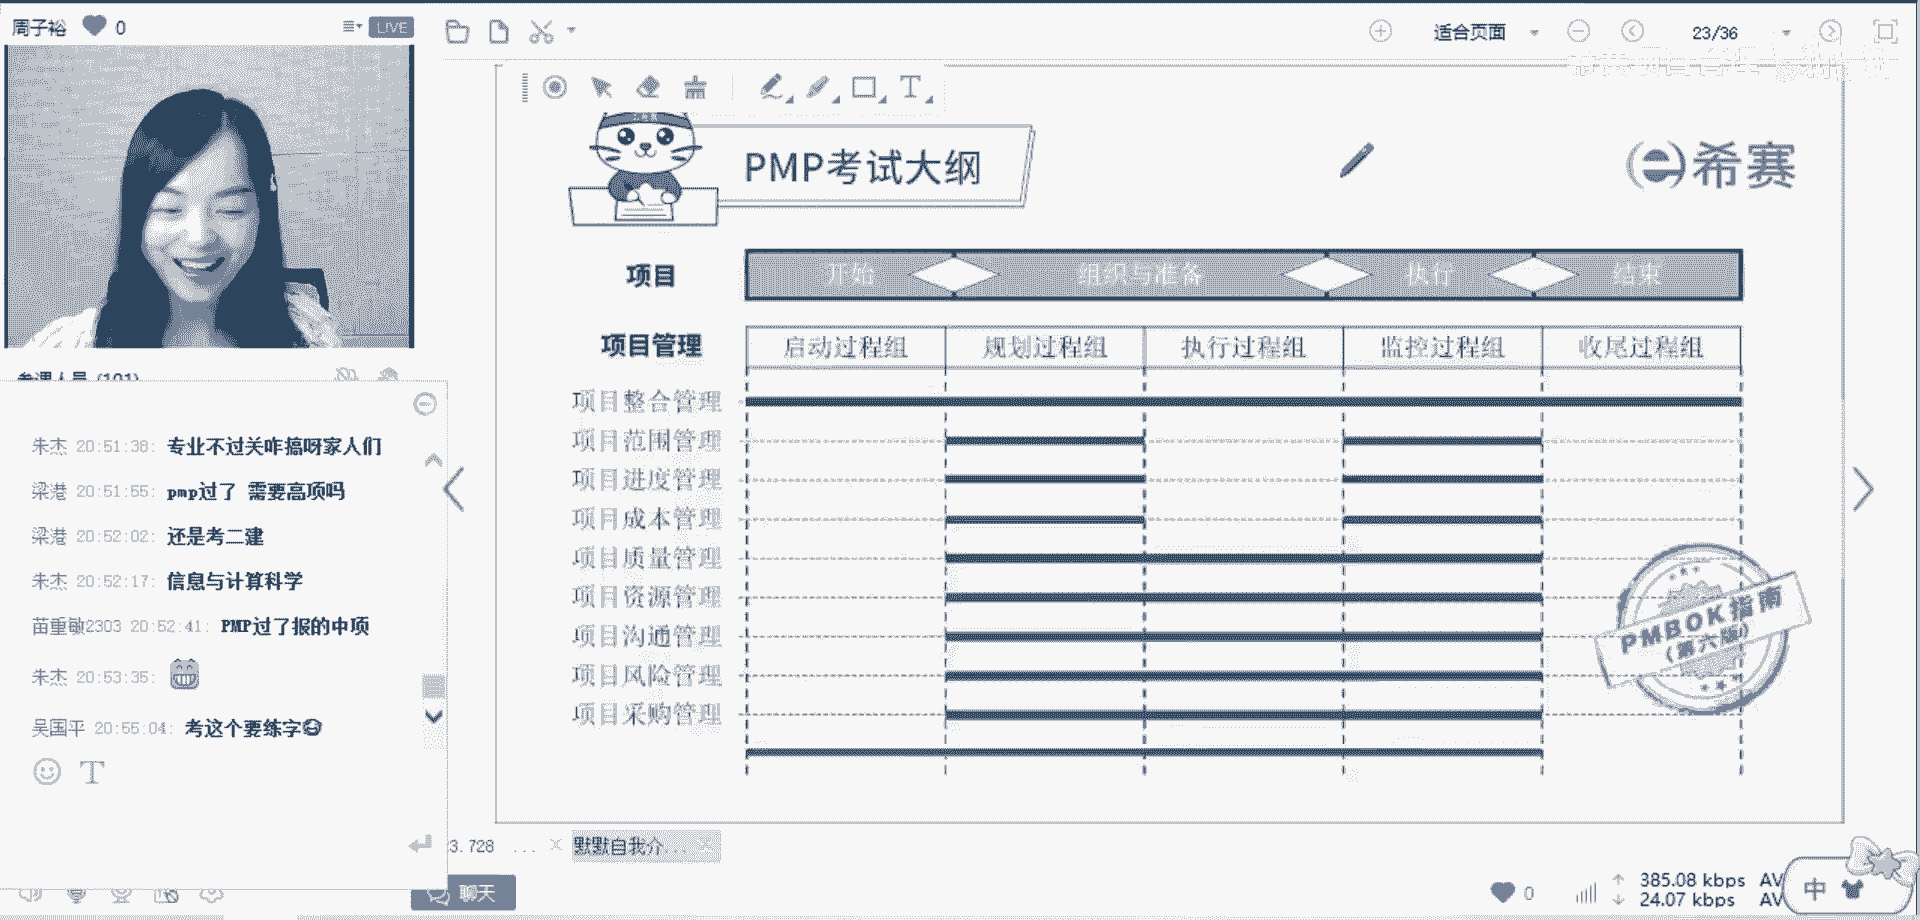 周子裕 0 LIVE
适合页面 23/36
PMP考试大纲
希赛
项目 开始 组织与准备 执行 结束
项目管理 启动过程组 规划过程组 执行过程组 监控过程组 收尾过程组
项目整合管理
项目范围管理
项目进度管理
项目成本管理
项目质量管理
项目资源管理
项目沟通管理
项目风险管理
项目采购管理
PMBOK指南
(第六版)
参课人员 (101)
朱杰 20:51:38: 专业不过关咋搞呀家人们
梁港 20:51:55: pmp过了 需要高项吗
梁港 20:52:02: 还是考二建
朱杰 20:52:17: 信息与计算科学
苗重敏2303 20:52:41: PMP过了报的中项
朱杰 20:53:35:
吴国平 20:55:04: 考这个要练字
3.728 ... 默默自我介...
聊天
0 385.08 kbps AV
24.07 kbps AV
中